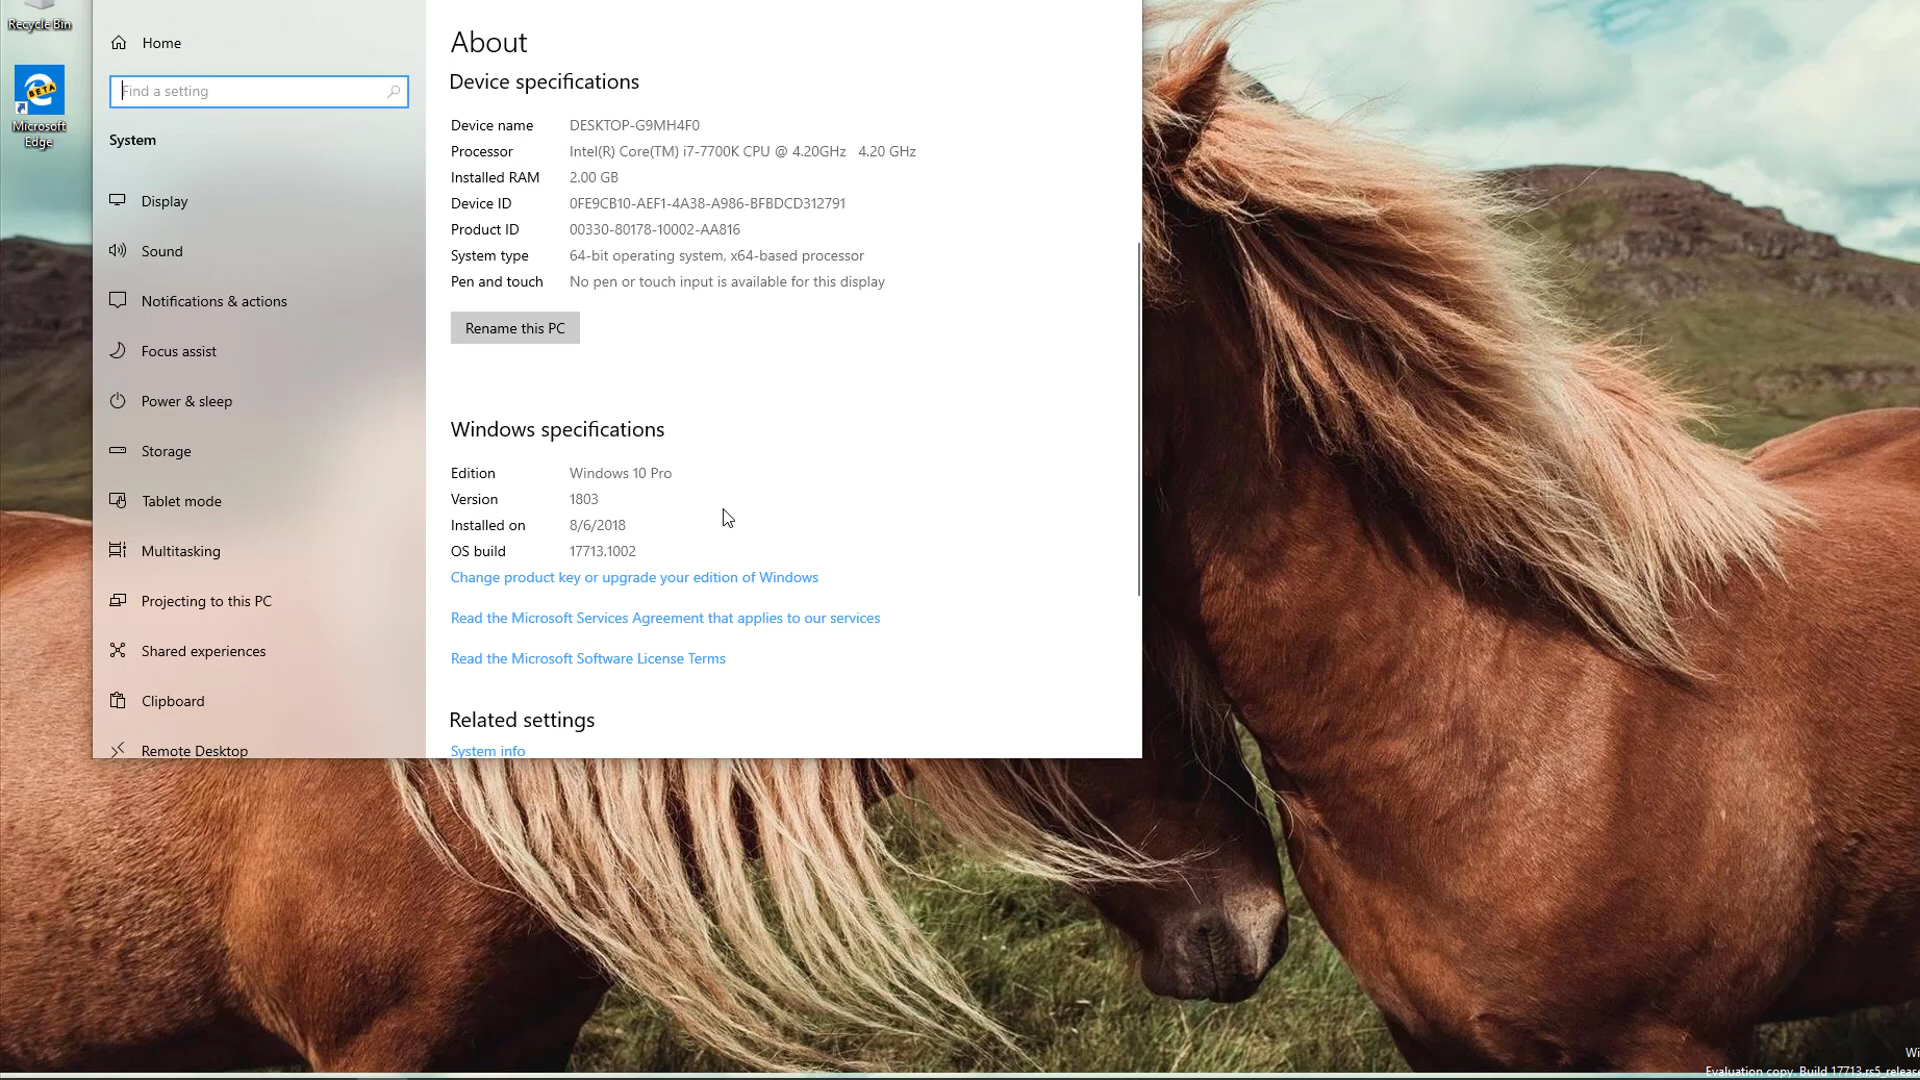 Recycle Bin
BETA
Microsoft
Edge
Home
Find a setting
System
Display
Sound
Notifications & actions
Focus assist
Power & sleep
Storage
Tablet mode
Multitasking
Projecting to this PC
Shared experiences
Clipboard
Remote Desktop
About
Device specifications
Device name DESKTOP-G9MH4F0
Processor Intel(R) Core(TM) i7-7700K CPU @ 4.20GHz 4.20 GHz
Installed RAM 2.00 GB
Device ID 0FE9CB10-AEF1-4A38-A986-BFBDCD312791
Product ID 00330-80178-10002-AA816
System type 64-bit operating system, x64-based processor
Pen and touch No pen or touch input is available for this display
Rename this PC
Windows specifications
Edition Windows 10 Pro
Version 1803
Installed on 8/6/2018
OS build 17713.1002
Change product key or upgrade your edition of Windows
Read the Microsoft Services Agreement that applies to our services
Read the Microsoft Software License Terms
Related settings
System info
Wi
Evaluation copy. Build 17713.rs5_release